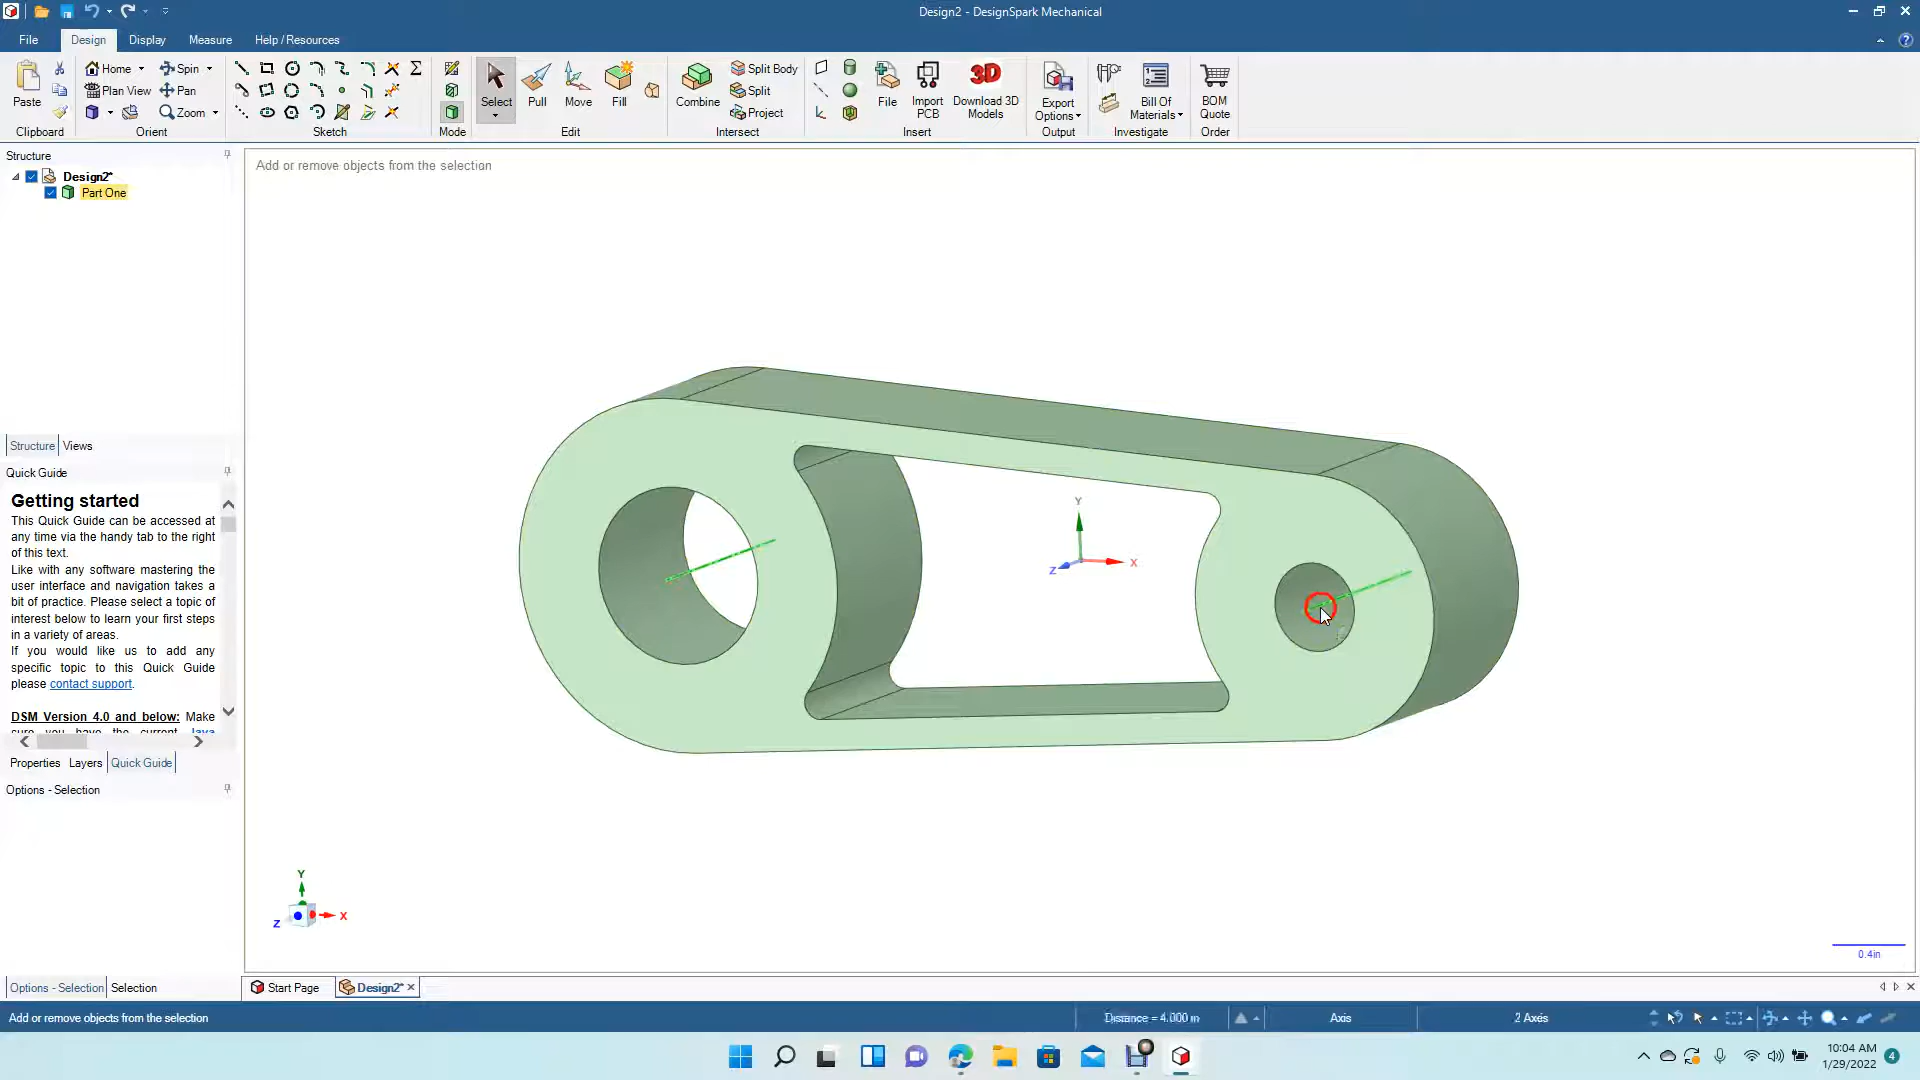 Design2 - DesignSpark Mechanical
File Design Display Measure Help / Resources
Paste
Clipboard
Home Spin
Plan View Pan
Zoom
Orient
Sketch
Mode
Select Pull Move Fill
Edit
Combine
Split Body
Split
Project
Intersect
File
Import PCB
3D
Download 3D Models
Insert
Export Options
Output
Bill Of Materials
Investigate
BOM Quote
Order
Structure
Design2*
Part One
Structure Views
Quick Guide
Getting started
This Quick Guide can be accessed at
any time via the handy tab to the right
of this text.
Like with any software mastering the
user interface and navigation takes a
bit of practice. Please select a topic of
interest below to learn your first steps
in a variety of areas.
If you would like us to add any
specific topic to this Quick Guide
please contact support.
DSM Version 4.0 and below: Make
sure you have the current Java
Properties Layers Quick Guide
Options - Selection
Options - Selection Selection
Add or remove objects from the selection
Y
X
Z
Y
X
Z
0.4in
Start Page Design2*
Add or remove objects from the selection
Distance = 4.000 in
Axis
2 Axes
10:04 AM
1/29/2022
4